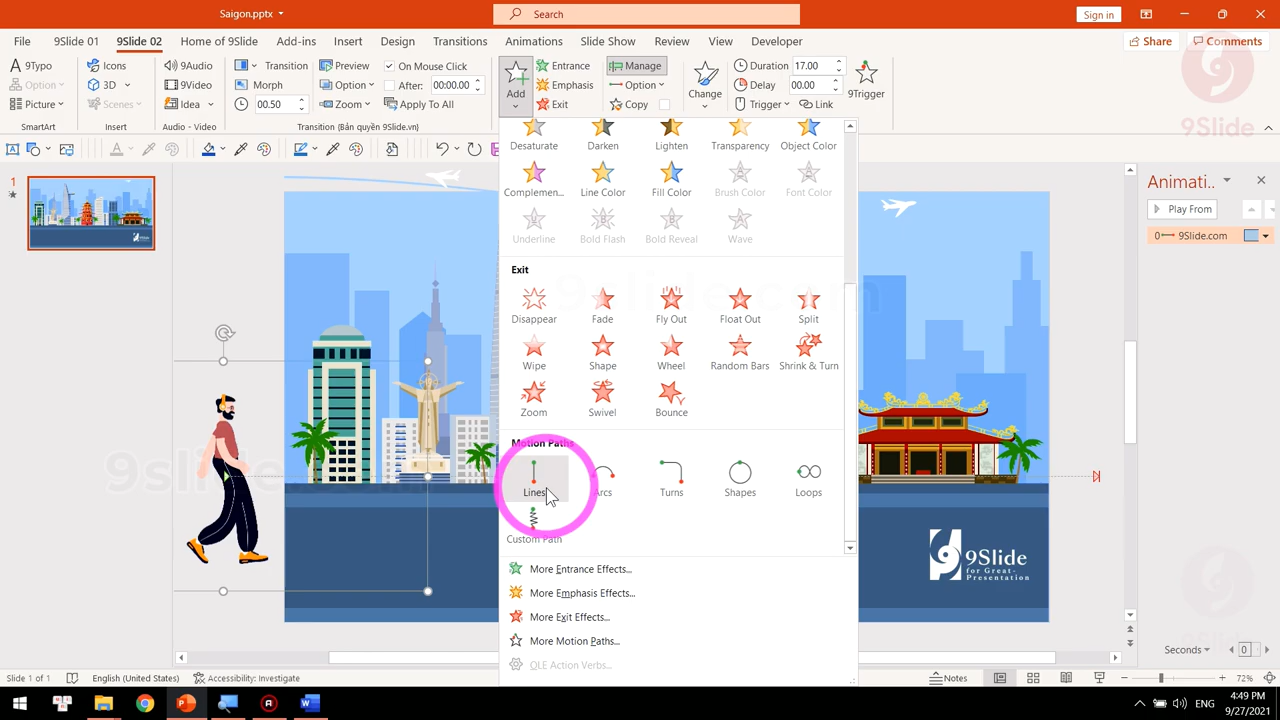 Saigon.pptx
Search
Sign in
File 9Slide 01 9Slide 02 Home of 9Slide Add-ins Insert Design Transitions Animations Slide Show Review View Developer Share Comments
9Typo Icons 9Audio Transition Preview On Mouse Click Entrance Manage Duration 17.00
Option 3D 9Video Morph Option After: 00:00.00 Add Emphasis Option Change Delay 00.00 9Trigger
Picture Scenes Idea 00.50 Zoom Apply To All Exit Copy Trigger Link
SmartArt Insert Audio - Video Transition (Bản quyền 9Slide.vn) 9Slide
Desaturate Darken Lighten Transparency Object Color
Complemen... Line Color Fill Color Brush Color Font Color
Underline Bold Flash Bold Reveal Wave
Exit
Disappear Fade Fly Out Float Out Split
Wipe Shape Wheel Random Bars Shrink & Turn
Zoom Swivel Bounce
Motion Paths
Lines Arcs Turns Shapes Loops
Custom Path
More Entrance Effects...
More Emphasis Effects...
More Exit Effects...
More Motion Paths...
OLE Action Verbs...
1
Animati...
Play From
0 9Slide.com
9slide.com
9Slide
for Great-
Presentation
Seconds 0
Slide 1 of 1 English (United States) Accessibility: Investigate Notes 72%
ENG
4:49 PM
9/27/2021